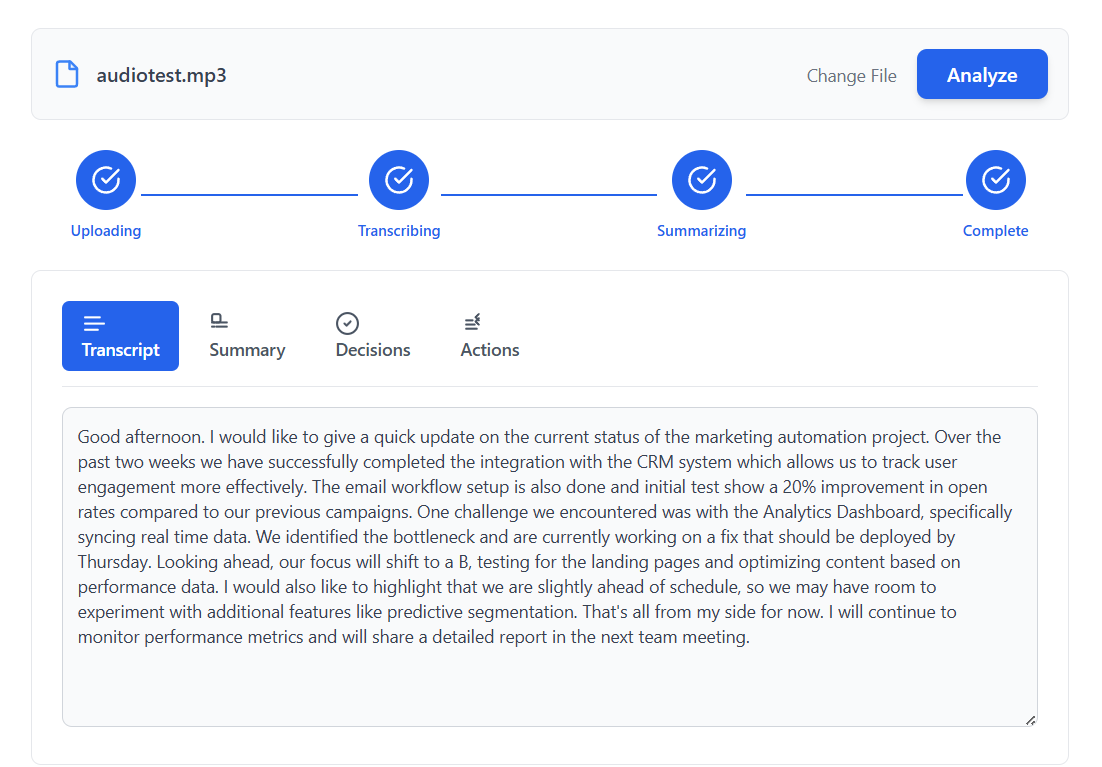 audiotest.mp3
Change File
Analyze
Uploading
Transcribing
Summarizing
Complete
Transcript
Summary
Decisions
Actions
Good afternoon. I would like to give a quick update on the current status of the marketing automation project. Over the
past two weeks we have successfully completed the integration with the CRM system which allows us to track user
engagement more effectively. The email workflow setup is also done and initial test show a 20% improvement in open
rates compared to our previous campaigns. One challenge we encountered was with the Analytics Dashboard, specifically
syncing real time data. We identified the bottleneck and are currently working on a fix that should be deployed by
Thursday. Looking ahead, our focus will shift to a B, testing for the landing pages and optimizing content based on
performance data. I would also like to highlight that we are slightly ahead of schedule, so we may have room to
experiment with additional features like predictive segmentation. That's all from my side for now. I will continue to
monitor performance metrics and will share a detailed report in the next team meeting.